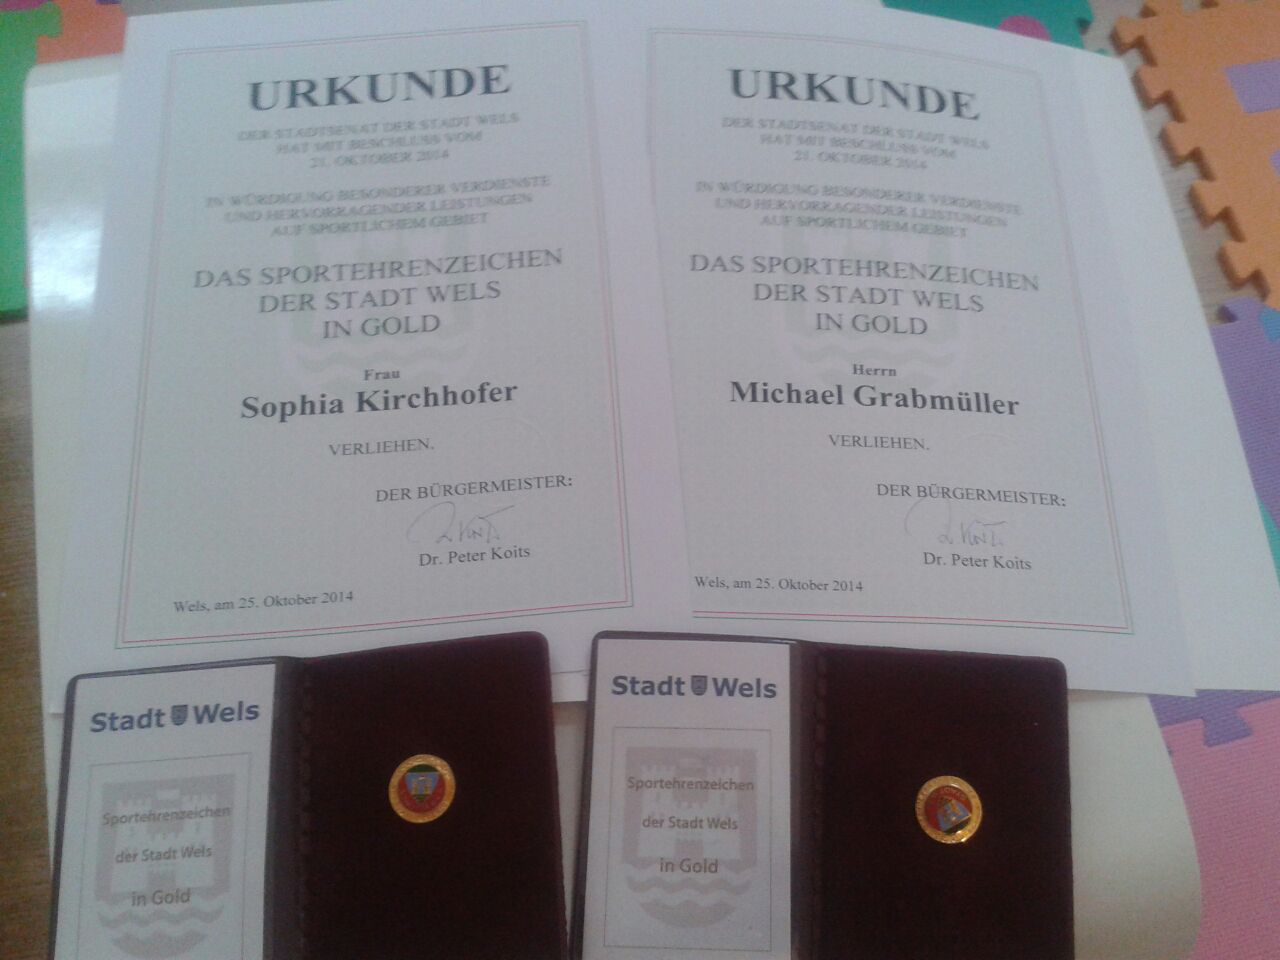 URKUNDE
DER STADTSENAT DER STADT WELS
HAT MIT BESCHLUSS VOM
21. OKTOBER 2014
IN WÜRDIGUNG BESONDERER VERDIENSTE
UND HERVORRAGENDER LEISTUNGEN
AUF SPORTLICHEM GEBIET
DAS SPORTEHRENZEICHEN
DER STADT WELS
IN GOLD
Frau
Sophia Kirchhofer
VERLIEHEN.
DER BÜRGERMEISTER:
Dr. Peter Koits
Wels, am 25. Oktober 2014
URKUNDE
DER STADTSENAT DER STADT WELS
HAT MIT BESCHLUSS VOM
21. OKTOBER 2014
IN WÜRDIGUNG BESONDERER VERDIENSTE
UND HERVORRAGENDER LEISTUNGEN
AUF SPORTLICHEM GEBIET
DAS SPORTEHRENZEICHEN
DER STADT WELS
IN GOLD
Herrn
Michael Grabmüller
VERLIEHEN.
DER BÜRGERMEISTER:
Dr. Peter Koits
Wels, am 25. Oktober 2014
Stadt Wels
Sportehrenzeichen
der Stadt Wels
in Gold
Stadt Wels
Sportehrenzeichen
der Stadt Wels
in Gold